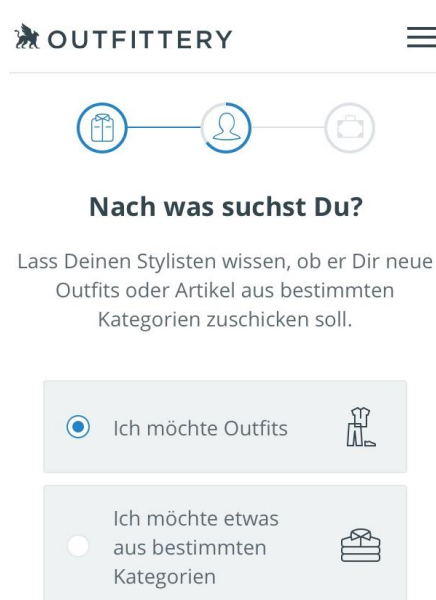 OUTFITTERY
Nach was suchst Du?
Lass Deinen Stylisten wissen, ob er Dir neue
Outfits oder Artikel aus bestimmten
Kategorien zuschicken soll.
Ich möchte Outfits
Ich möchte etwas
aus bestimmten
Kategorien